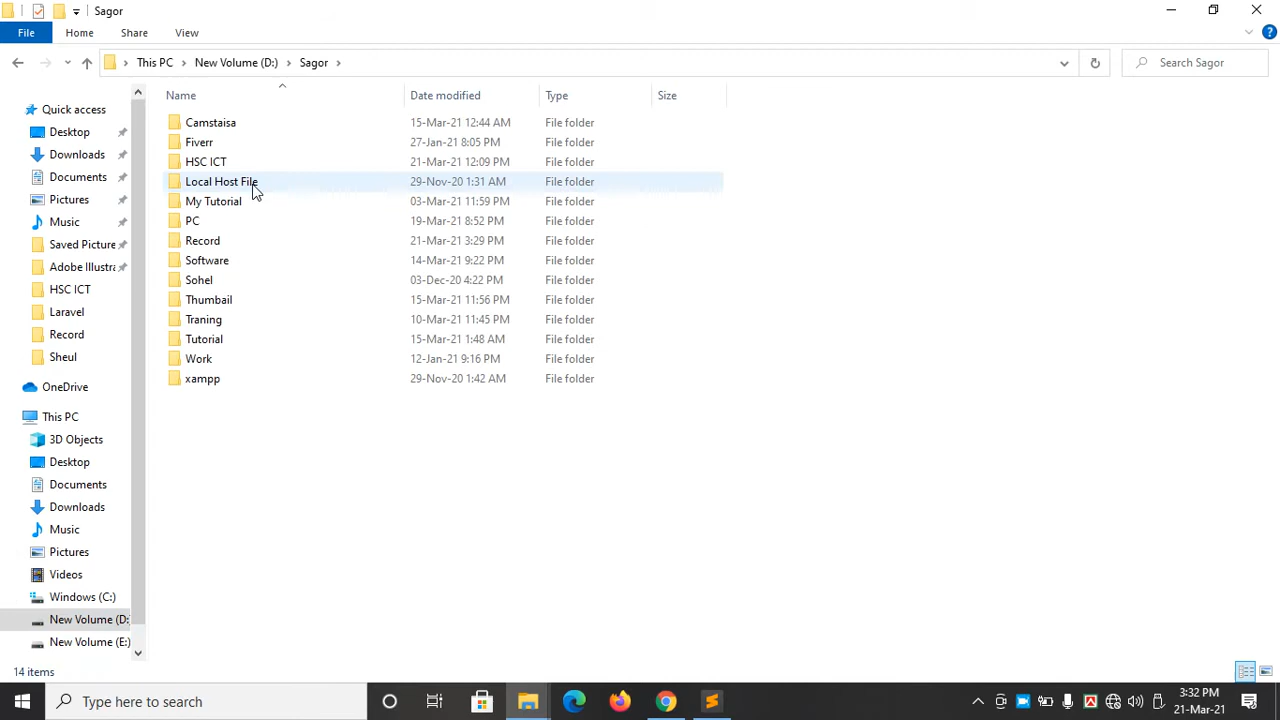 Sagor
File Home Share View
This PC New Volume (D:) Sagor Search Sagor
Name Date modified Type Size
Quick access
Desktop
Downloads
Documents
Pictures
Music
Saved Picture
Adobe Illustra
HSC ICT
Laravel
Record
Sheul
OneDrive
This PC
3D Objects
Desktop
Documents
Downloads
Music
Pictures
Videos
Windows (C:)
New Volume (D:
New Volume (E:)
Camstaisa 15-Mar-21 12:44 AM File folder
Fiverr 27-Jan-21 8:05 PM File folder
HSC ICT 21-Mar-21 12:09 PM File folder
Local Host File 29-Nov-20 1:31 AM File folder
My Tutorial 03-Mar-21 11:59 PM File folder
PC 19-Mar-21 8:52 PM File folder
Record 21-Mar-21 3:29 PM File folder
Software 14-Mar-21 9:22 PM File folder
Sohel 03-Dec-20 4:22 PM File folder
Thumbail 15-Mar-21 11:56 PM File folder
Traning 10-Mar-21 11:45 PM File folder
Tutorial 15-Mar-21 1:48 AM File folder
Work 12-Jan-21 9:16 PM File folder
xampp 29-Nov-20 1:42 AM File folder
14 items
Type here to search
3:32 PM
21-Mar-21